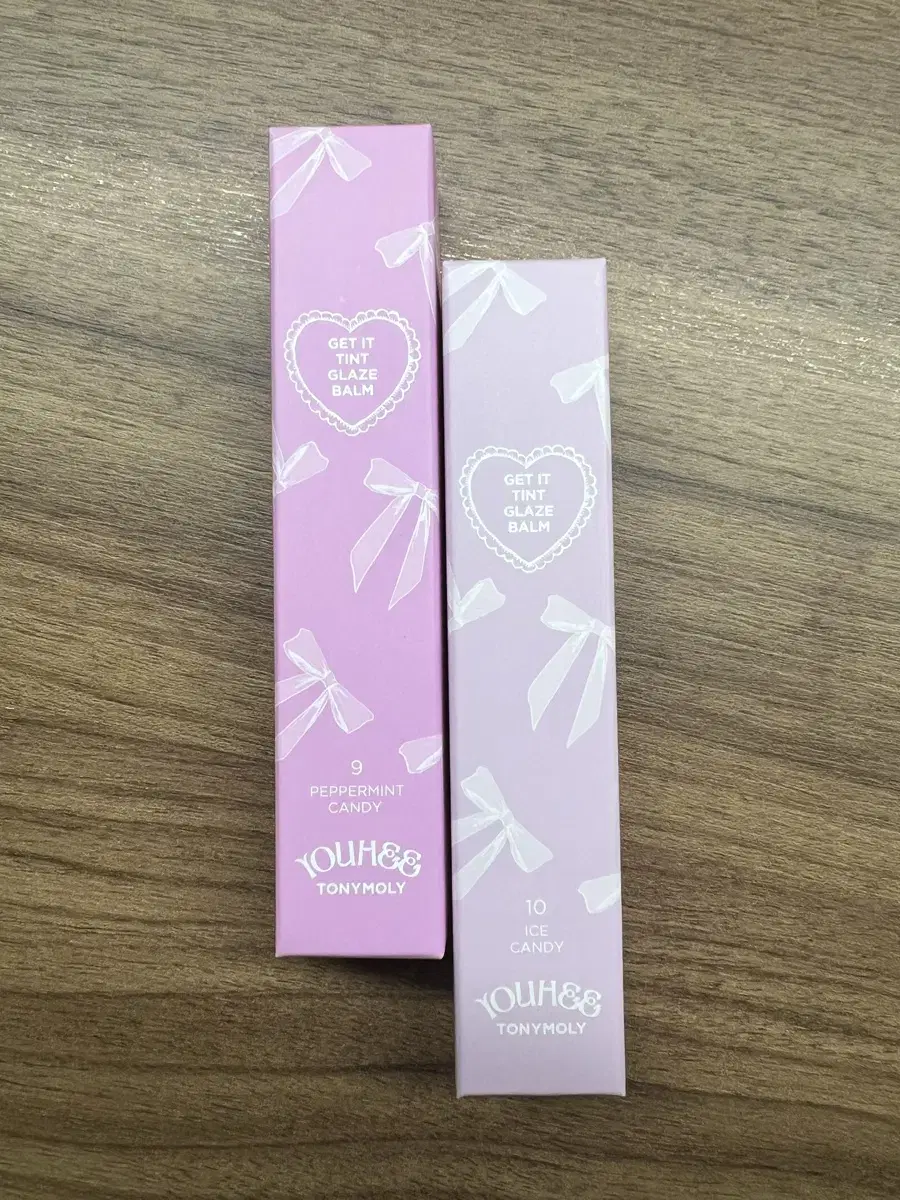 GET IT
TINT
GLAZE
BALM
9
PEPPERMINT
CANDY
YOUHEE
TONYMOLY
GET IT
TINT
GLAZE
BALM
10
ICE
CANDY
YOUHEE
TONYMOLY